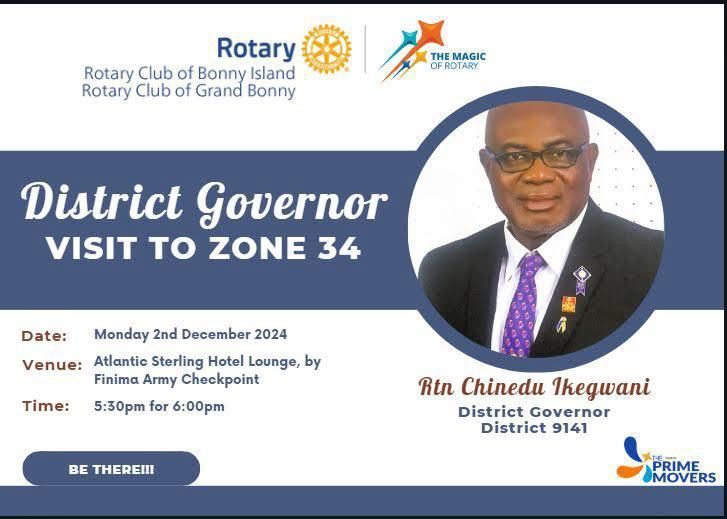 Rotary
Rotary Club of Bonny Island
Rotary Club of Grand Bonny
THE MAGIC
OF ROTARY
District Governor
VISIT TO ZONE 34
Date: Monday 2nd December 2024
Venue: Atlantic Sterling Hotel Lounge, by
Finima Army Checkpoint
Time: 5:30pm for 6:00pm
BE THERE!!!
Rtn Chinedu Ikegwani
District Governor
District 9141
THE
PRIME
MOVERS